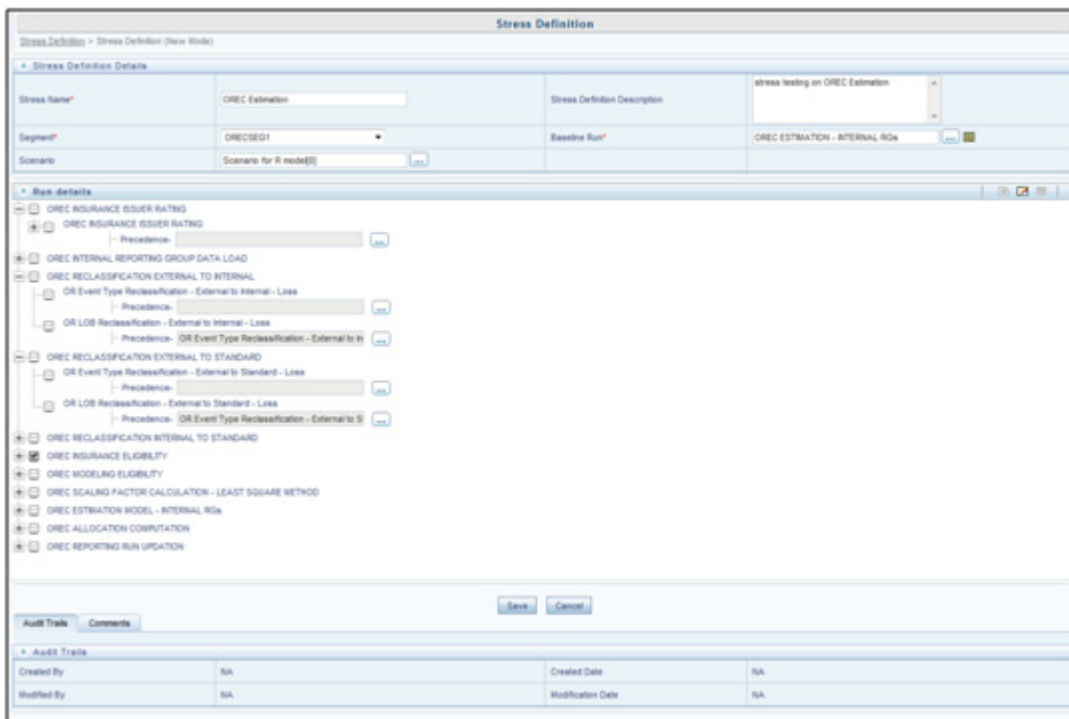 Stress Definition
Stress Definition > Stress Definition (New Mode)
Stress Definition Details
Stress Name* OREC Estimation Stress Definition Description stress testing on OREC Estimation
Segment* ORECSEG1 Baseline Run* OREC ESTIMATION - INTERNAL RGs
Scenario Scenario for R model[0] ...
Run details
OREC INSURANCE ISSUER RATING
OREC INSURANCE ISSUER RATING
Precedence- ...
OREC INTERNAL REPORTING GROUP DATA LOAD
OREC RECLASSIFICATION EXTERNAL TO INTERNAL
OR Event Type Reclassification - External to Internal - Loss
Precedence- ...
OR LOB Reclassification - External to Internal - Loss
Precedence- OR Event Type Reclassification - External to In ...
OREC RECLASSIFICATION EXTERNAL TO STANDARD
OR Event Type Reclassification - External to Standard - Loss
Precedence- ...
OR LOB Reclassification - External to Standard - Loss
Precedence- OR Event Type Reclassification - External to S ...
OREC RECLASSIFICATION INTERNAL TO STANDARD
OREC INSURANCE ELIGIBILITY
OREC MODELING ELIGIBILITY
OREC SCALING FACTOR CALCULATION - LEAST SQUARE METHOD
OREC ESTIMATION MODEL - INTERNAL RGs
OREC ALLOCATION COMPUTATION
OREC REPORTING RUN UPDATION
Save Cancel
Audit Trails Comments
Audit Trails
Created By NA Created Date NA
Modified By NA Modification Date NA